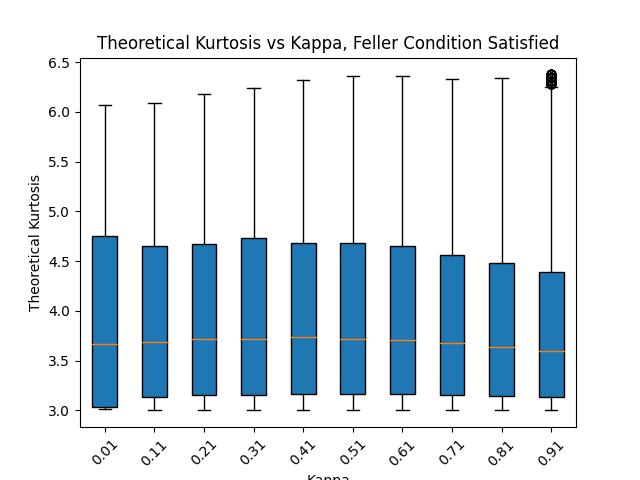 Theoretical Kurtosis vs Kappa, Feller Condition Satisfied
Theoretical Kurtosis
6.5
6.0
5.5
5.0
4.5
4.0
3.5
3.0
0.01 0.11 0.21 0.31 0.41 0.51 0.61 0.71 0.81 0.91
Kappa